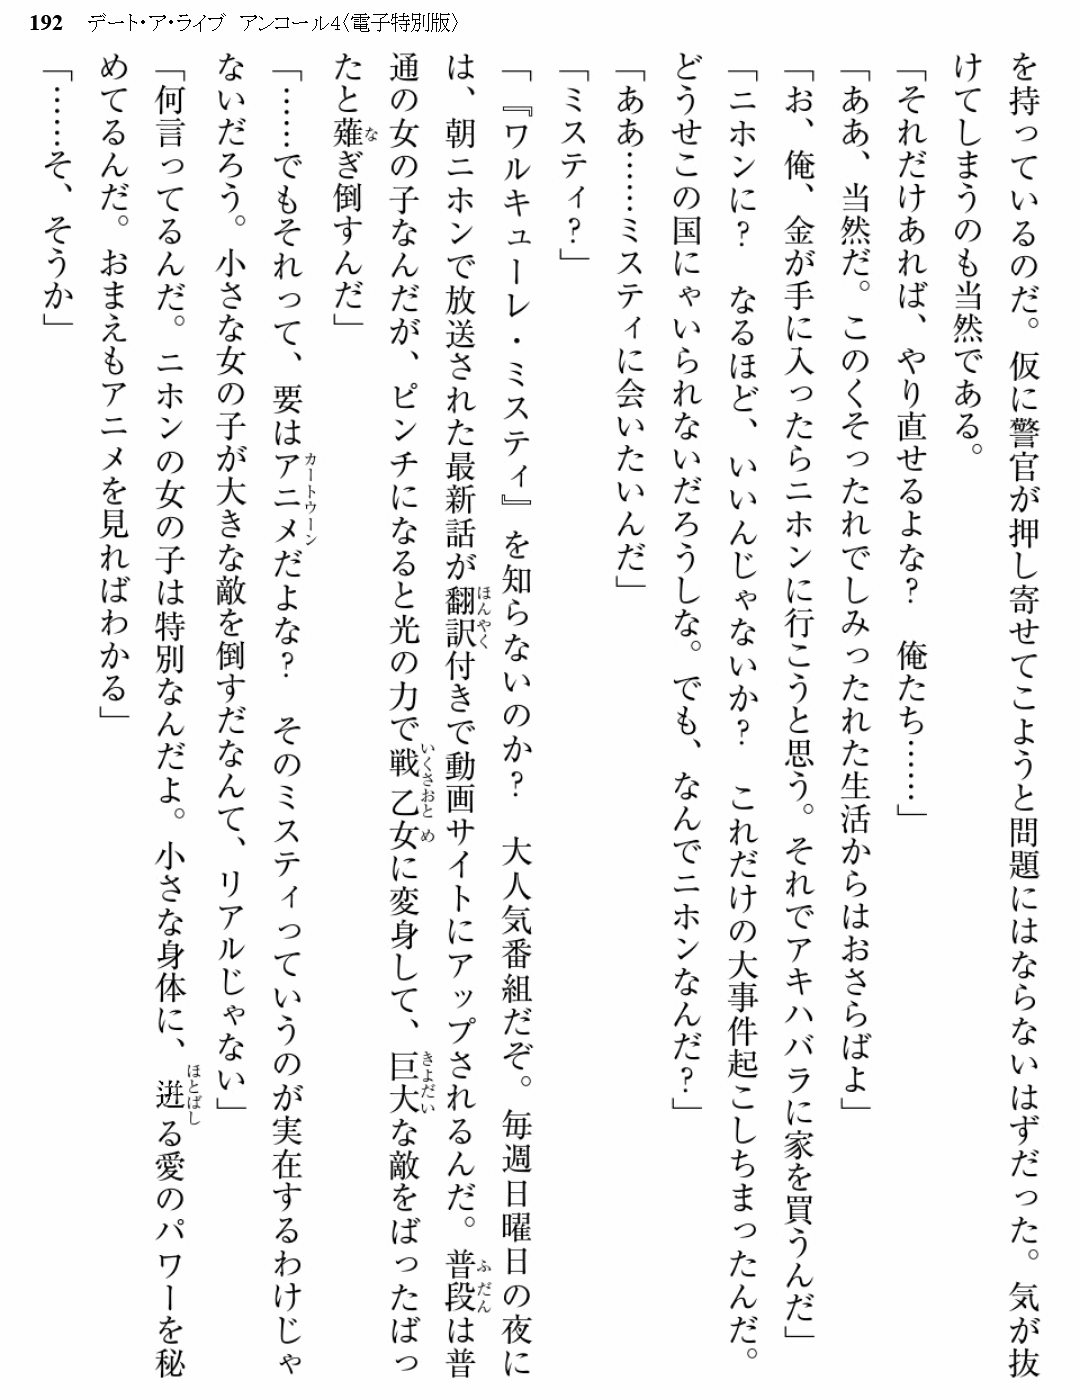 192 デート・ア・ライブ アンコール4〈電子特別版〉
を持っているのだ。仮に警官が押し寄せてこようと問題にはならないはずだった。気が抜
けてしまうのも当然である。
「それだけあれば、やり直せるよな？ 俺たち……」
「ああ、当然だ。このくそったれでしみったれた生活からはおさらばよ」
「お、俺、金が手に入ったらニホンに行こうと思う。それでアキハバラに家を買うんだ」
「ニホンに？ なるほど、いいんじゃないか？ これだけの大事件起こしちまったんだ。
どうせこの国にゃいられないだろうしな。でも、なんでニホンなんだ？」
「ああ……ミスティに会いたいんだ」
「ミスティ？」
「『ワルキューレ・ミスティ』を知らないのか？ 大人気番組だぞ。毎週日曜日の夜に
は、朝ニホンで放送された最新話が翻訳付きで動画サイトにアップされるんだ。普段は普
通の女の子なんだが、ピンチになると光の力で戦乙女に変身して、巨大な敵をばったばっ
たと薙ぎ倒すんだ」
「……でもそれって、要はアニメだよな？ そのミスティっていうのが実在するわけじゃ
ないだろう。小さな女の子が大きな敵を倒すだなんて、リアルじゃない」
「何言ってるんだ。ニホンの女の子は特別なんだよ。小さな身体に、迸る愛のパワーを秘
めてるんだ。おまえもアニメを見ればわかる」
「……そ、そうか」